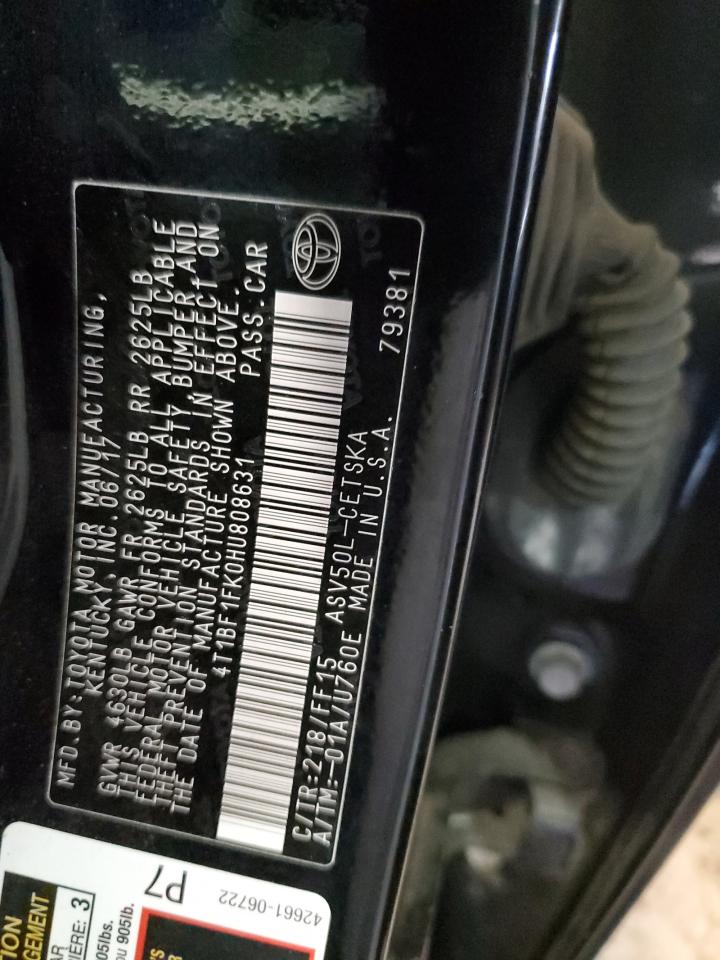 MFD. BY: TOYOTA MOTOR MANUFACTURING,
KENTUCKY, INC. 06/17
GVWR 4630LB GAWR FR 2625LB RR 2625LB
THIS VEHICLE CONFORMS TO ALL APPLICABLE
FEDERAL MOTOR VEHICLE SAFETY, BUMPER, AND
THEFT PREVENTION STANDARDS IN EFFECT ON
THE DATE OF MANUFACTURE SHOWN ABOVE.
4T1BF1FK0HU808631 PASS.CAR
C/TR:218/FF15 ASV50L-CETSKA
A/TM:-01A/U760E MADE IN U.S.A. 79381
P7
42661-06722
3
905lb.